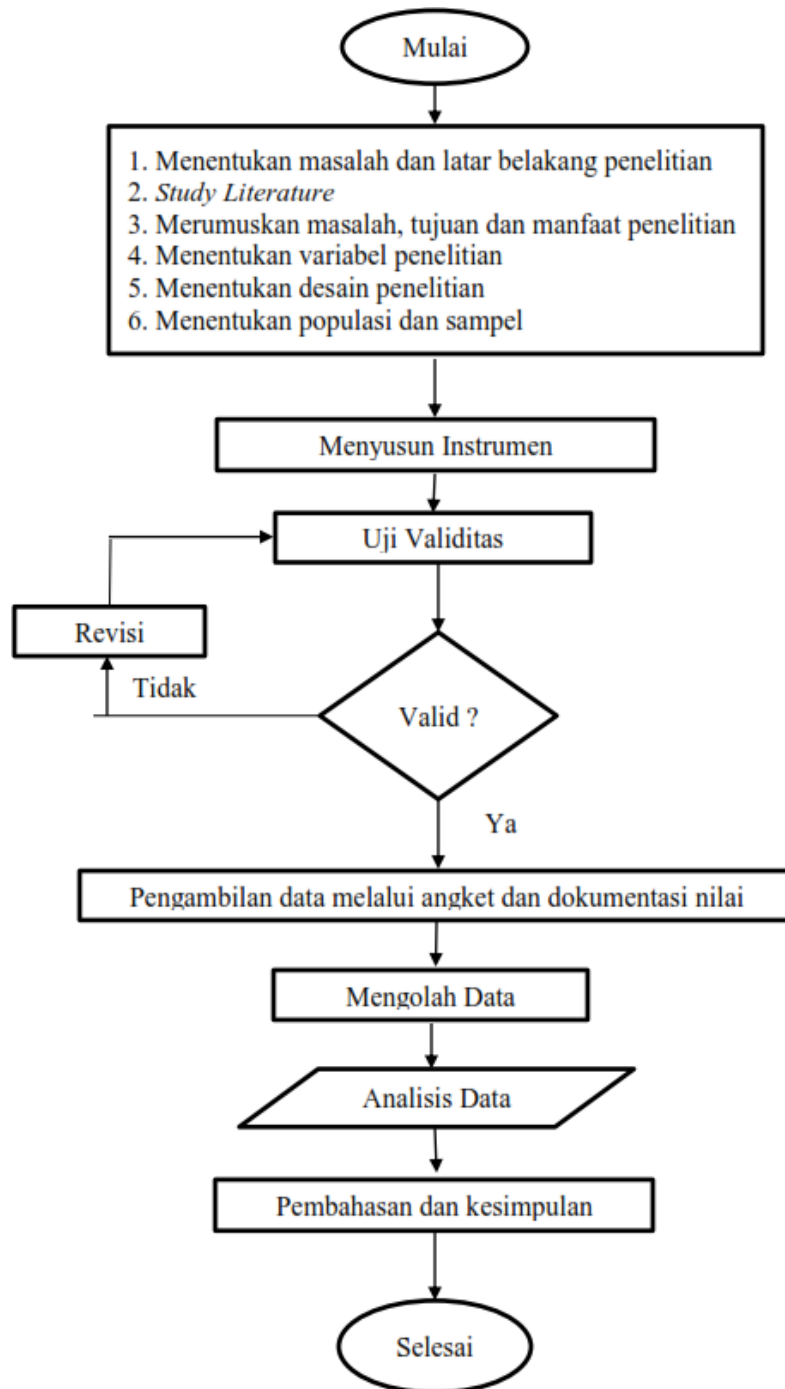 Mulai
1. Menentukan masalah dan latar belakang penelitian
2. Study Literature
3. Merumuskan masalah, tujuan dan manfaat penelitian
4. Menentukan variabel penelitian
5. Menentukan desain penelitian
6. Menentukan populasi dan sampel
Menyusun Instrumen
Uji Validitas
Revisi
Tidak
Valid ?
Ya
Pengambilan data melalui angket dan dokumentasi nilai
Mengolah Data
Analisis Data
Pembahasan dan kesimpulan
Selesai